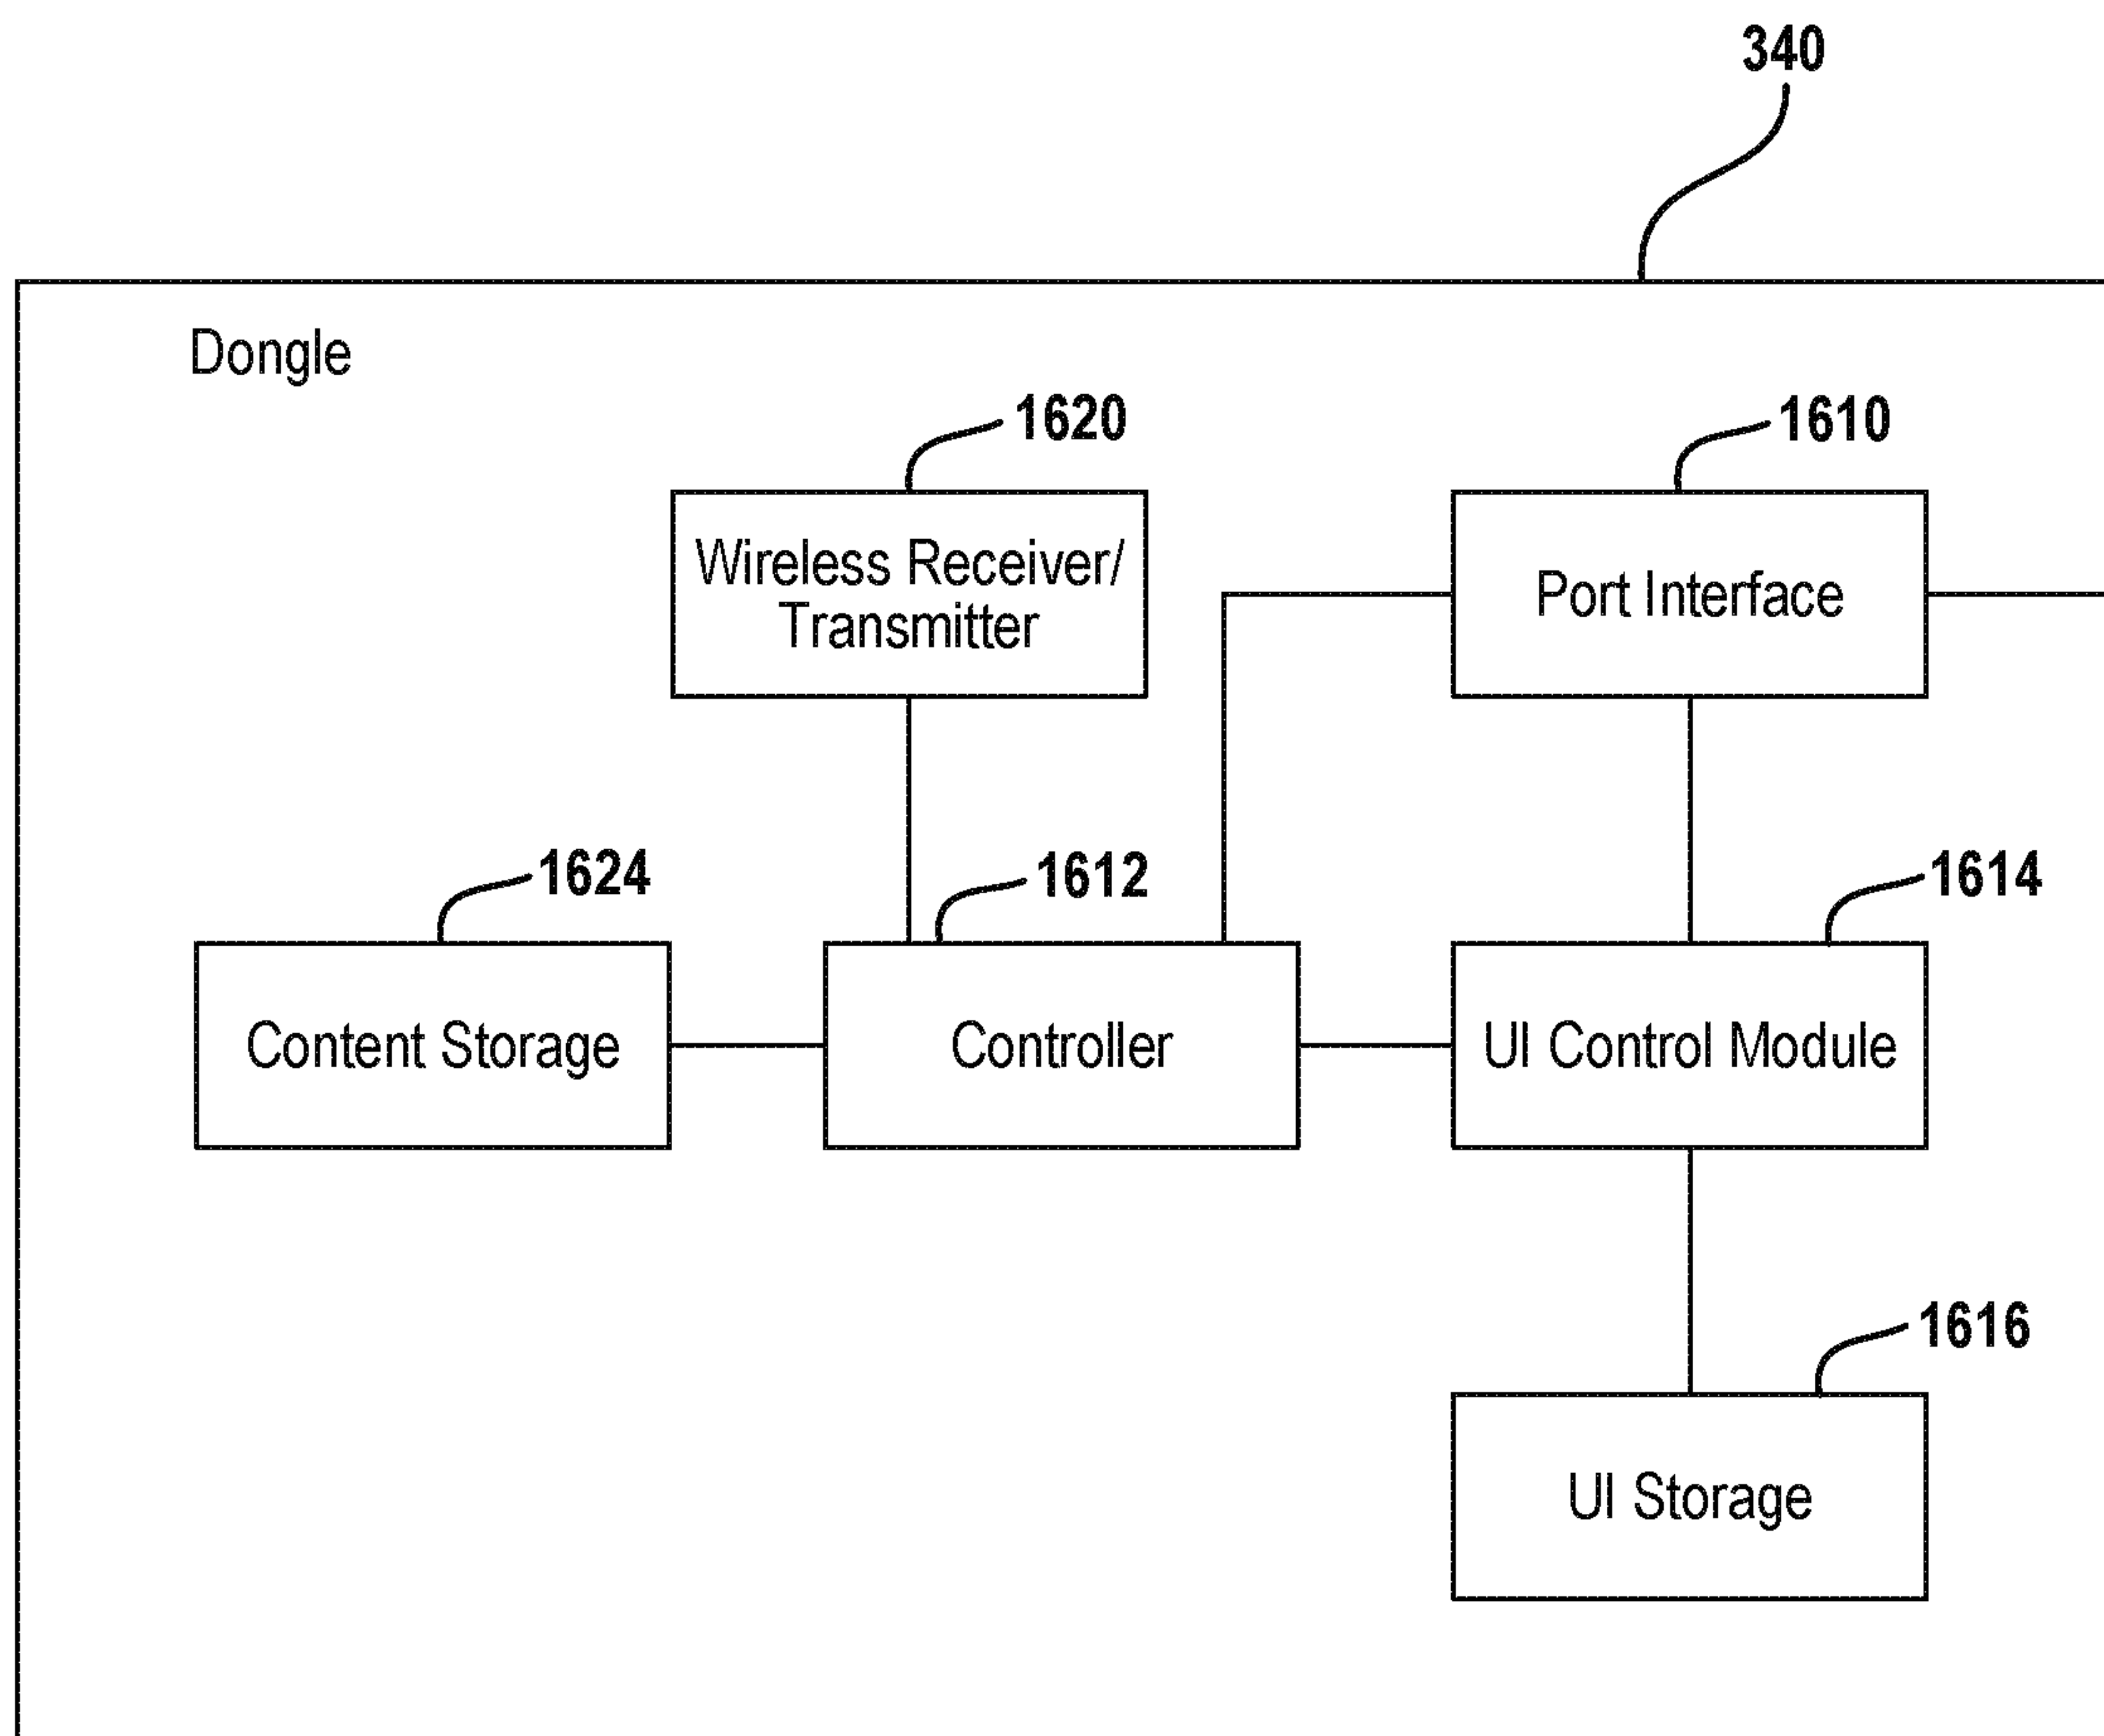 340
Dongle
1620
1610
Wireless Receiver/
Transmitter
Port Interface
1624
1612
1614
Content Storage
Controller
UI Control Module
1616
UI Storage